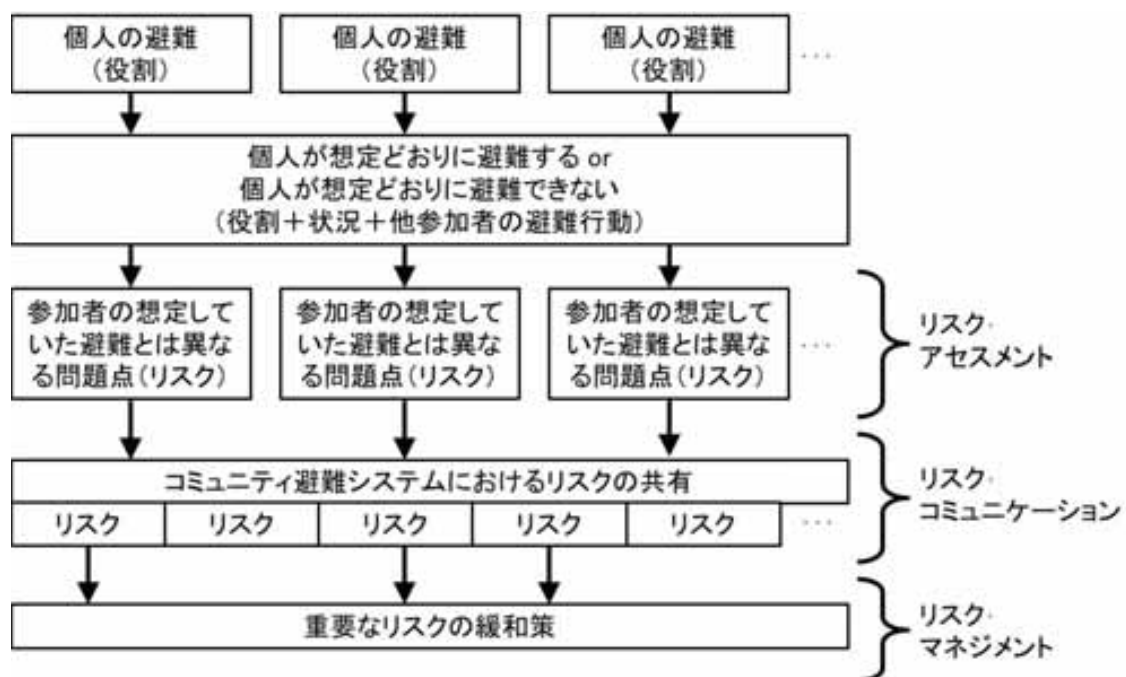 個人の避難
(役割)
個人の避難
(役割)
個人の避難
(役割)
...
個人が想定どおりに避難する or
個人が想定どおりに避難できない
(役割+状況+他参加者の避難行動)
参加者の想定して
いた避難とは異な
る問題点(リスク)
参加者の想定して
いた避難とは異な
る問題点(リスク)
参加者の想定して
いた避難とは異な
る問題点(リスク)
...
リスク・
アセスメント
コミュニティ避難システムにおけるリスクの共有
リスク リスク リスク リスク リスク ...
リスク・
コミュニケーション
重要なリスクの緩和策
リスク・
マネジメント